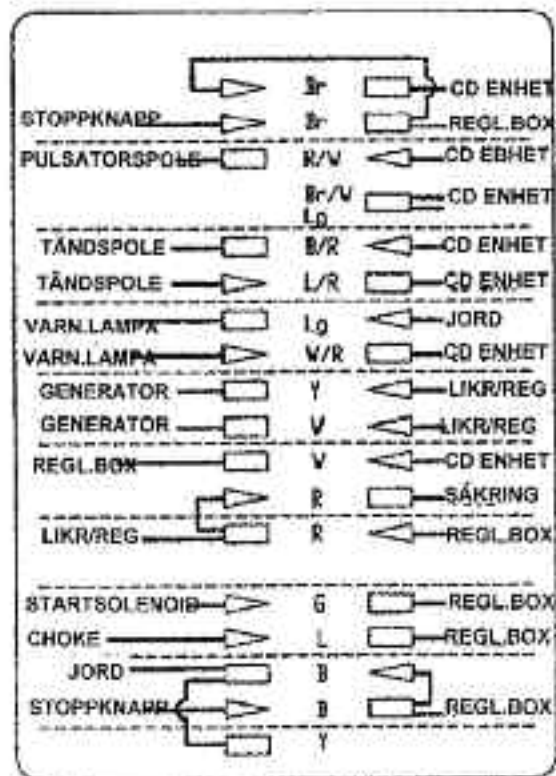 Br CD ENHET
STOPPKNAPP Br REGL.BOX
PULSATORSPOLE R/W CD EBHET
Br/W CD ENHET
Lg
TÄNDSPOLE B/R CD ENHET
TÄNDSPOLE L/R CD ENHET
VARN.LAMPA Lg JORD
VARN.LAMPA W/R CD ENHET
GENERATOR Y LIKR/REG
GENERATOR W LIKR/REG
REGL.BOX W CD ENHET
R SÄKRING
LIKR/REG R REGL.BOX
STARTSOLENOID G REGL.BOX
CHOKE L REGL.BOX
JORD B
STOPPKNAPP B REGL.BOX
Y